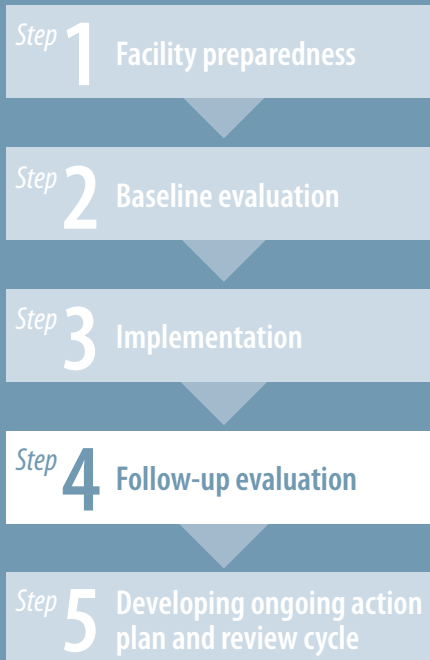 Step 1 Facility preparedness
Step 2 Baseline evaluation
Step 3 Implementation
Step 4 Follow-up evaluation
Step 5 Developing ongoing action
plan and review cycle